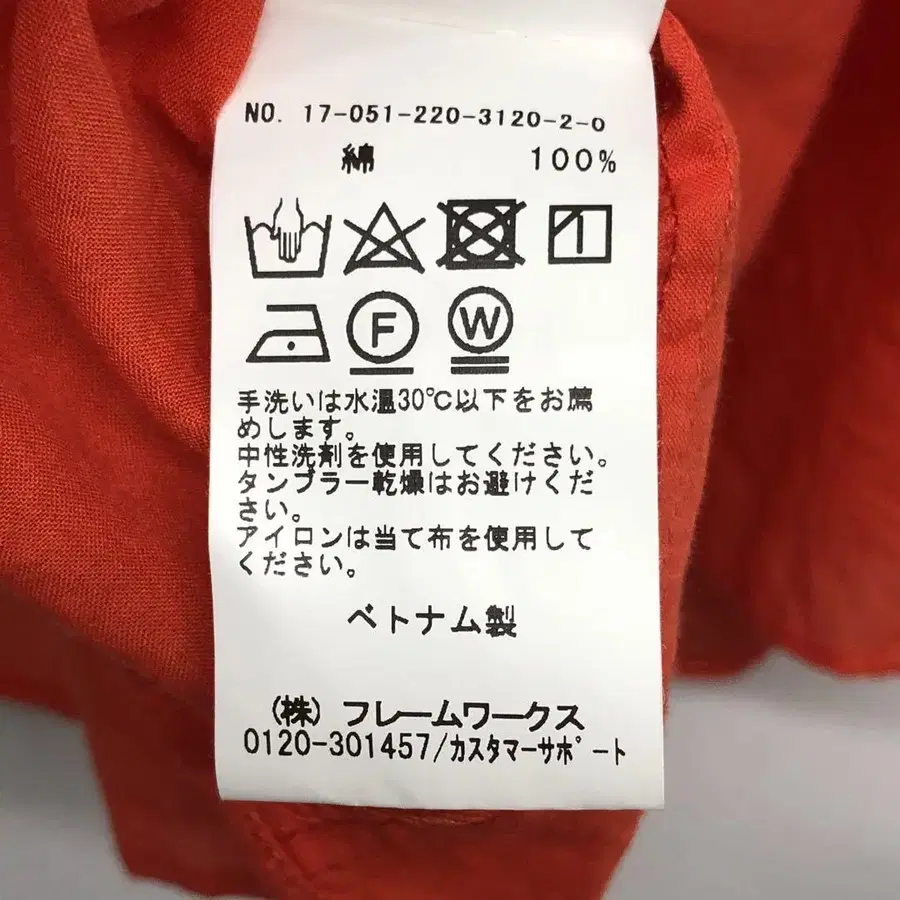 NO. 17-051-220-3120-2-0
綿 100%
F W
手洗いは水温30℃以下をお薦
めします。
中性洗剤を使用してください。
タンブラー乾燥はお避けくだ
さい。
アイロンは当て布を使用して
ください。
ベトナム製
(株) フレームワークス
0120-301457/カスタマーサポート